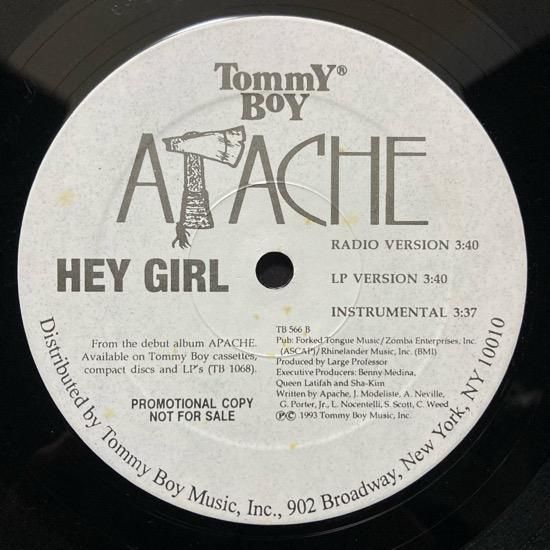 Tommy®
Boy
APACHE
HEY GIRL
RADIO VERSION 3:40
LP VERSION 3:40
INSTRUMENTAL 3:37
From the debut album APACHE.
Available on Tommy Boy cassettes,
compact discs and LP's (TB 1068).
PROMOTIONAL COPY
NOT FOR SALE
TB 566 B
Pub: Forked Tongue Music/Zomba Enterprises, Inc.
(ASCAP)/Rhinelander Music, Inc. (BMI)
Produced by Large Professor
Executive Producers: Benny Medina,
Queen Latifah and Sha-Kim
Written by Apache, J. Modeliste, A. Neville,
G. Porter, Jr., L. Nocentelli, S. Scott, C. Weed
℗© 1993 Tommy Boy Music, Inc.
Distributed by Tommy Boy Music, Inc., 902 Broadway, New York, NY 10010